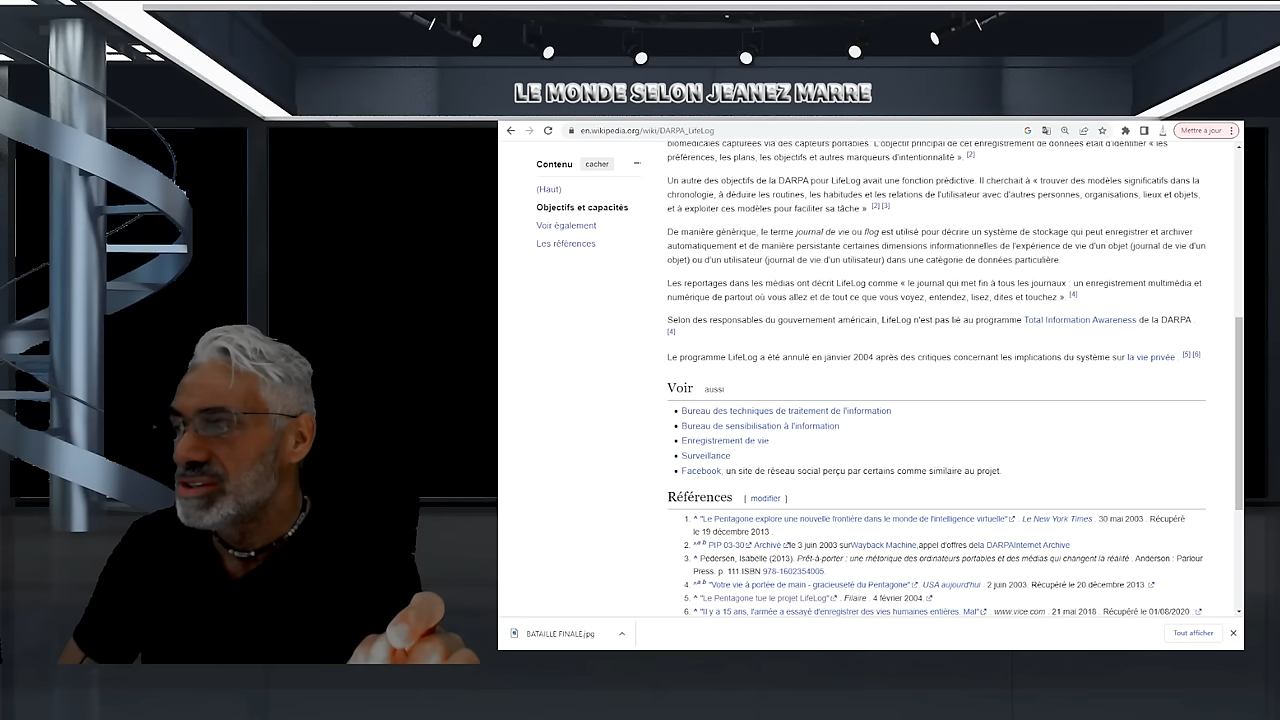 LE MONDE SELON JEANEZ MARRE
en.wikipedia.org/wiki/DARPA_LifeLog
Mettre à jour
Contenu cacher
(Haut)
Objectifs et capacités
Voir également
Les références
biomédicales capturées via des capteurs portables. L'objectif principal de cet enregistrement de données était d'identifier « les
préférences, les plans, les objectifs et autres marqueurs d'intentionnalité ». [2]
Un autre des objectifs de la DARPA pour LifeLog avait une fonction prédictive. Il cherchait à « trouver des modèles significatifs dans la
chronologie, à déduire les routines, les habitudes et les relations de l'utilisateur avec d'autres personnes, organisations, lieux et objets,
et à exploiter ces modèles pour faciliter sa tâche » [2] [3]
De manière générique, le terme journal de vie ou flog est utilisé pour décrire un système de stockage qui peut enregistrer et archiver
automatiquement et de manière persistante certaines dimensions informationnelles de l'expérience de vie d'un objet (journal de vie d'un
objet) ou d'un utilisateur (journal de vie d'un utilisateur) dans une catégorie de données particulière.
Les reportages dans les médias ont décrit LifeLog comme « le journal qui met fin à tous les journaux : un enregistrement multimédia et
numérique de partout où vous allez et de tout ce que vous voyez, entendez, lisez, dites et touchez » [4]
Selon des responsables du gouvernement américain, LifeLog n'est pas lié au programme Total Information Awareness de la DARPA .
[4]
Le programme LifeLog a été annulé en janvier 2004 après des critiques concernant les implications du système sur la vie privée . [5] [6]
Voir aussi
• Bureau des techniques de traitement de l'information
• Bureau de sensibilisation à l'information
• Enregistrement de vie
• Surveillance
• Facebook, un site de réseau social perçu par certains comme similaire au projet.
Références [ modifier ]
1. ^ "Le Pentagone explore une nouvelle frontière dans le monde de l'intelligence virtuelle" . Le New York Times . 30 mai 2003 . Récupéré
le 19 décembre 2013 .
2. ^ a b PIP 03-30 Archivé le 3 juin 2003 surWayback Machine,appel d'offres dela DARPAInternet Archive
3. ^ Pedersen, Isabelle (2013). Prêt-à-porter : une rhétorique des ordinateurs portables et des médias qui changent la réalité . Anderson : Parlour
Press. p. 111.ISBN 978-1602354005.
4. ^ a b "Votre vie à portée de main - gracieuseté du Pentagone" . USA aujourd'hui . 2 juin 2003. Récupéré le 20 décembre 2013.
5. ^ "Le Pentagone tue le projet LifeLog" . Filaire . 4 février 2004.
6. ^ "Il y a 15 ans, l'armée a essayé d'enregistrer des vies humaines entières. Mal" . www.vice.com . 21 mai 2018 . Récupéré le 01/08/2020 .
BATAILLE FINALE.jpg
Tout afficher